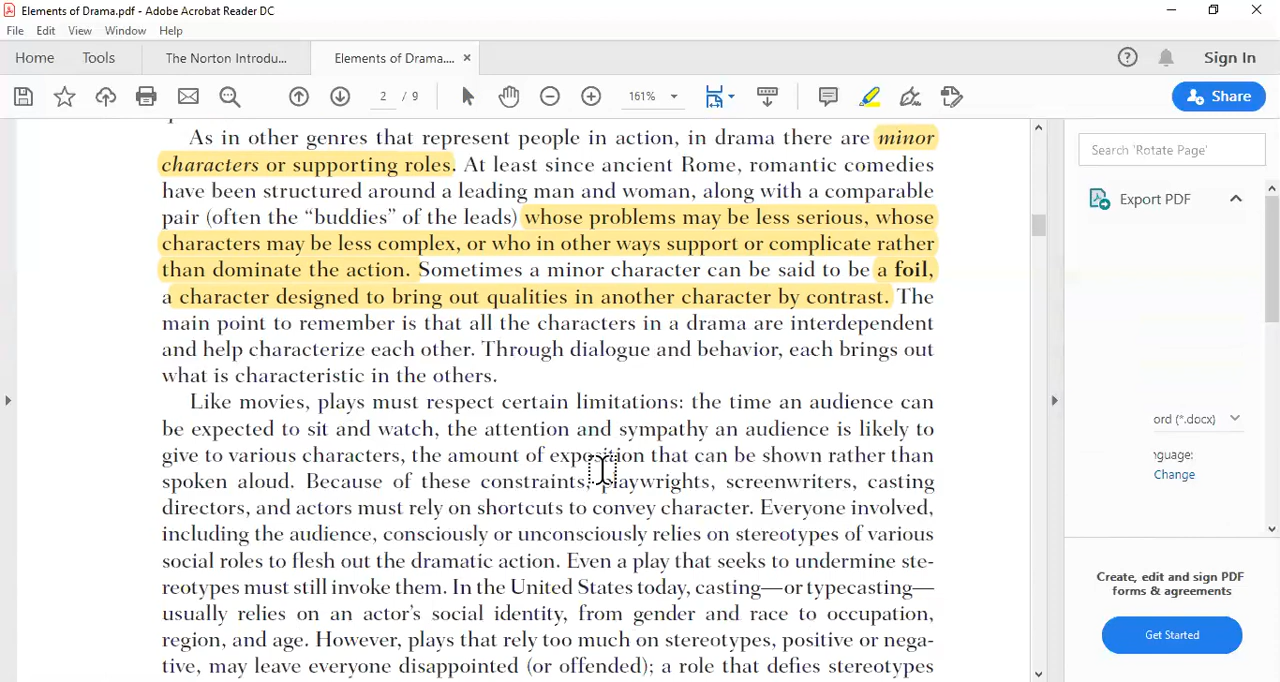 Elements of Drama.pdf - Adobe Acrobat Reader DC
File Edit View Window Help
Home Tools The Norton Introdu... Elements of Drama.... × Sign In
2 / 9 161% Share
As in other genres that represent people in action, in drama there are minor
characters or supporting roles. At least since ancient Rome, romantic comedies
have been structured around a leading man and woman, along with a comparable
pair (often the “buddies” of the leads) whose problems may be less serious, whose
characters may be less complex, or who in other ways support or complicate rather
than dominate the action. Sometimes a minor character can be said to be a foil,
a character designed to bring out qualities in another character by contrast. The
main point to remember is that all the characters in a drama are interdependent
and help characterize each other. Through dialogue and behavior, each brings out
what is characteristic in the others.
Like movies, plays must respect certain limitations: the time an audience can
be expected to sit and watch, the attention and sympathy an audience is likely to
give to various characters, the amount of exposition that can be shown rather than
spoken aloud. Because of these constraints, playwrights, screenwriters, casting
directors, and actors must rely on shortcuts to convey character. Everyone involved,
including the audience, consciously or unconsciously relies on stereotypes of various
social roles to flesh out the dramatic action. Even a play that seeks to undermine ste-
reotypes must still invoke them. In the United States today, casting—or typecasting—
usually relies on an actor’s social identity, from gender and race to occupation,
region, and age. However, plays that rely too much on stereotypes, positive or nega-
tive, may leave everyone disappointed (or offended); a role that defies stereotypes
Search 'Rotate Page'
Export PDF
ord (*.docx)
guage:
Change
Create, edit and sign PDF
forms & agreements
Get Started